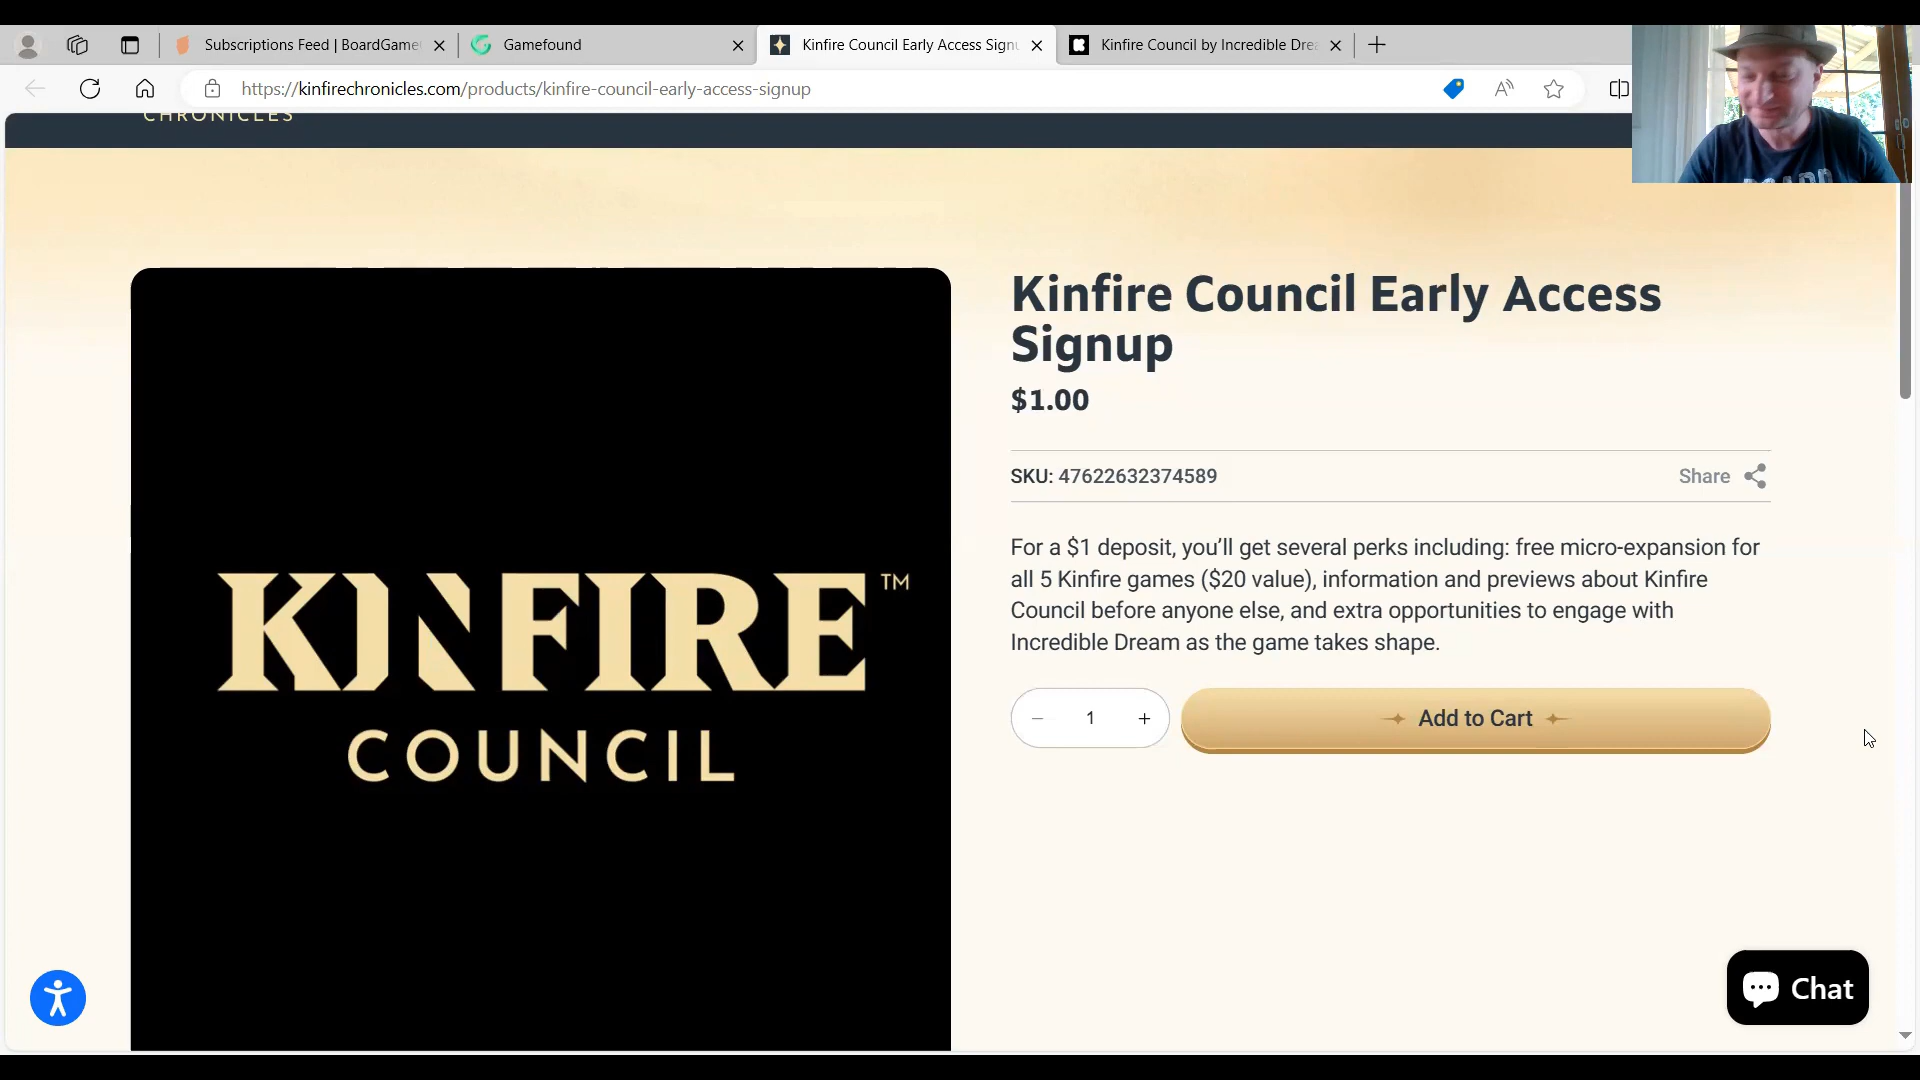 Subscriptions Feed | BoardGame
Gamefound
Kinfire Council Early Access Sign
Kinfire Council by Incredible Dre
https://kinfirechronicles.com/products/kinfire-council-early-access-signup
CHRONICLES
Kinfire Council Early Access
Signup
$1.00
SKU: 47622632374589
Share
For a $1 deposit, you’ll get several perks including: free micro-expansion for
all 5 Kinfire games ($20 value), information and previews about Kinfire
Council before anyone else, and extra opportunities to engage with
Incredible Dream as the game takes shape.
− 1 +
Add to Cart
KINFIRE™
COUNCIL
Chat